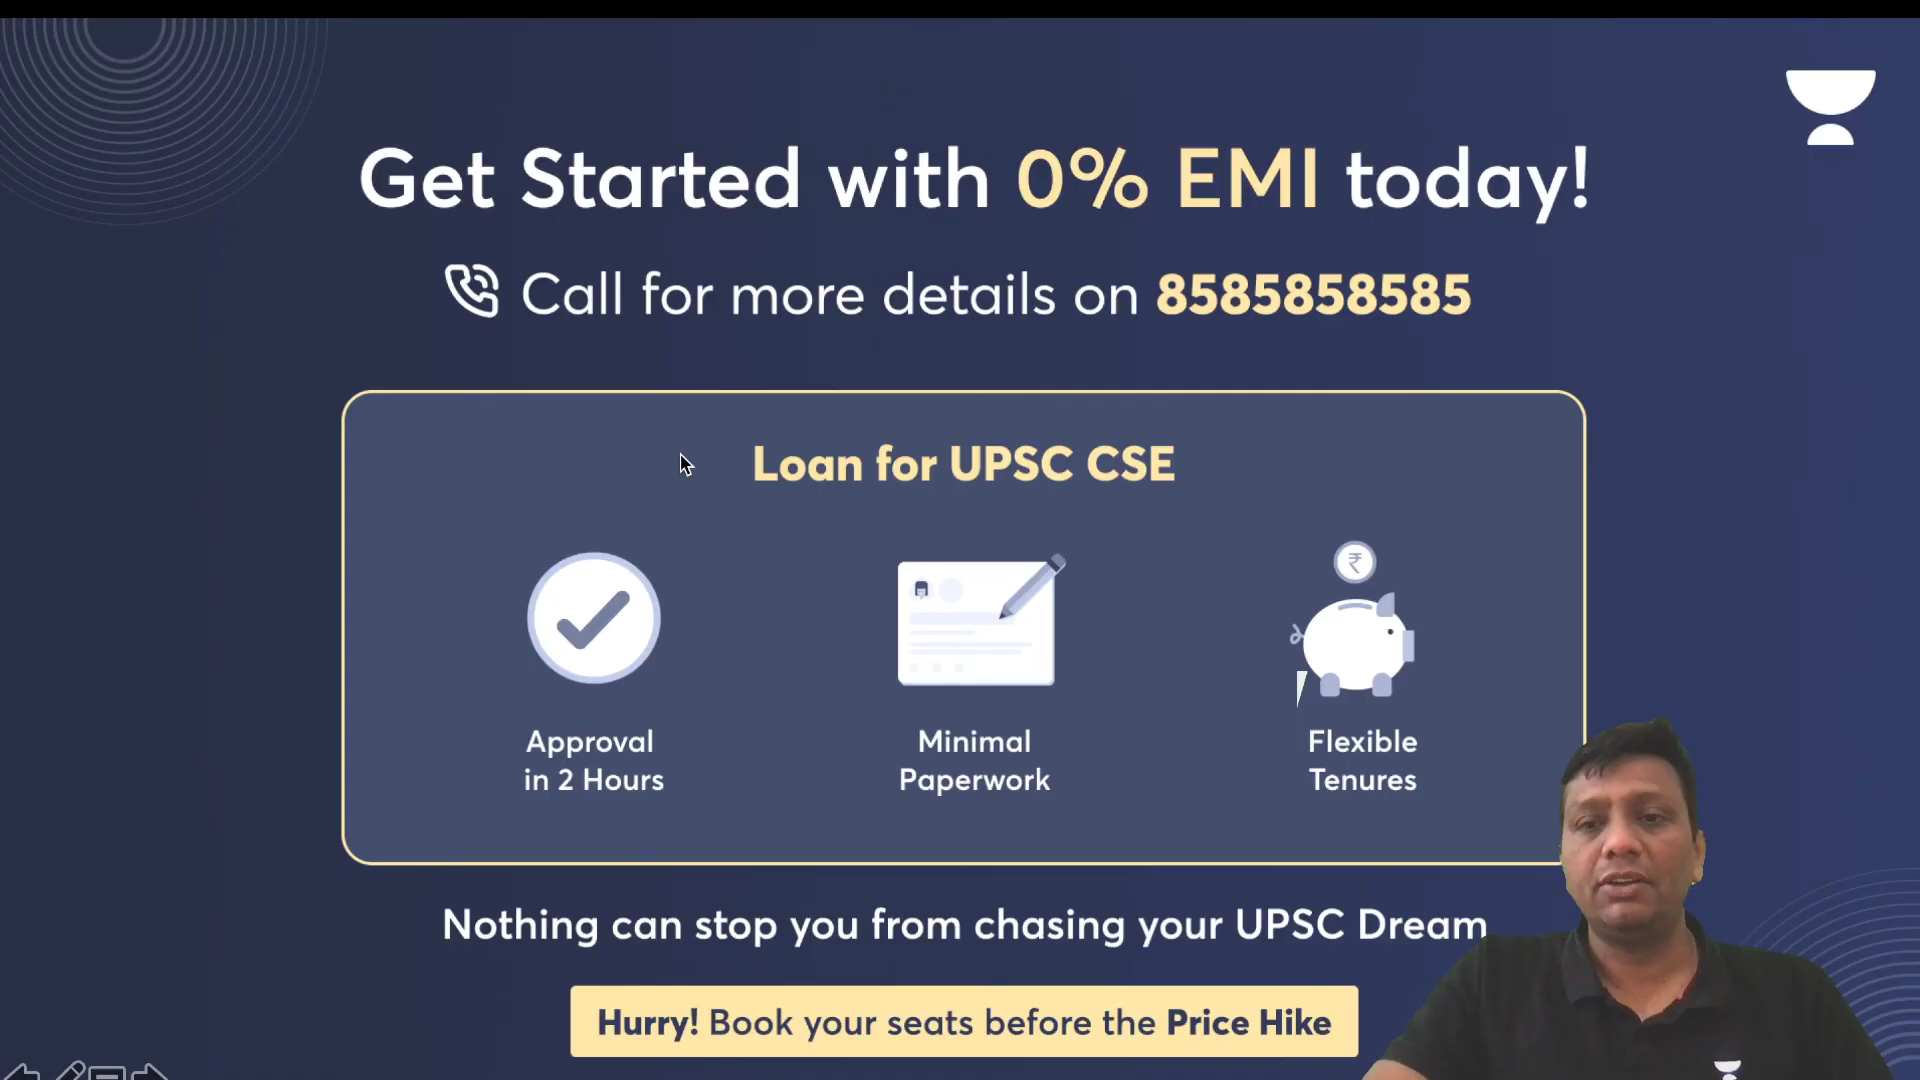 Get Started with 0% EMI today!
Call for more details on 8585858585
Loan for UPSC CSE
Approval
in 2 Hours
Minimal
Paperwork
Flexible
Tenures
Nothing can stop you from chasing your UPSC Dream
Hurry! Book your seats before the Price Hike